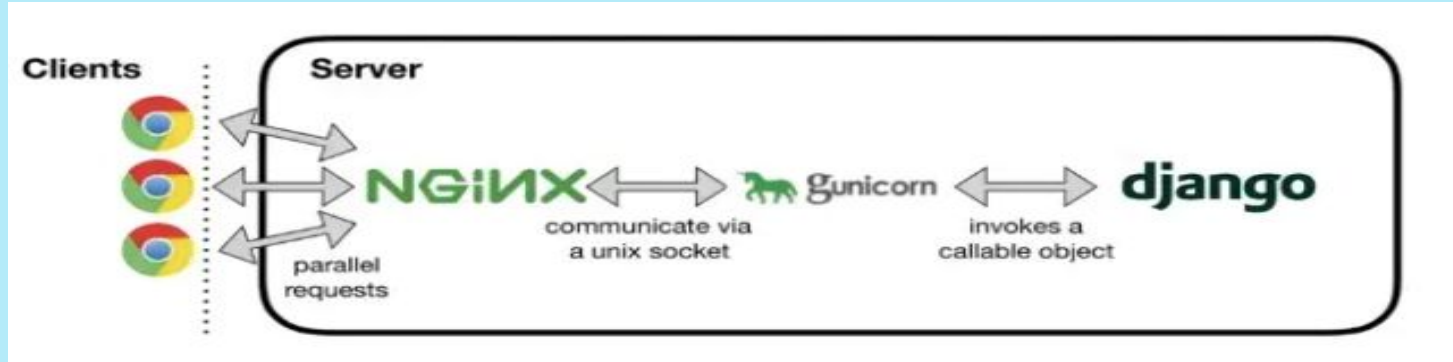 Clients
Server
NGiNX
gunicorn
django
communicate via
a unix socket
invokes a
callable object
parallel
requests